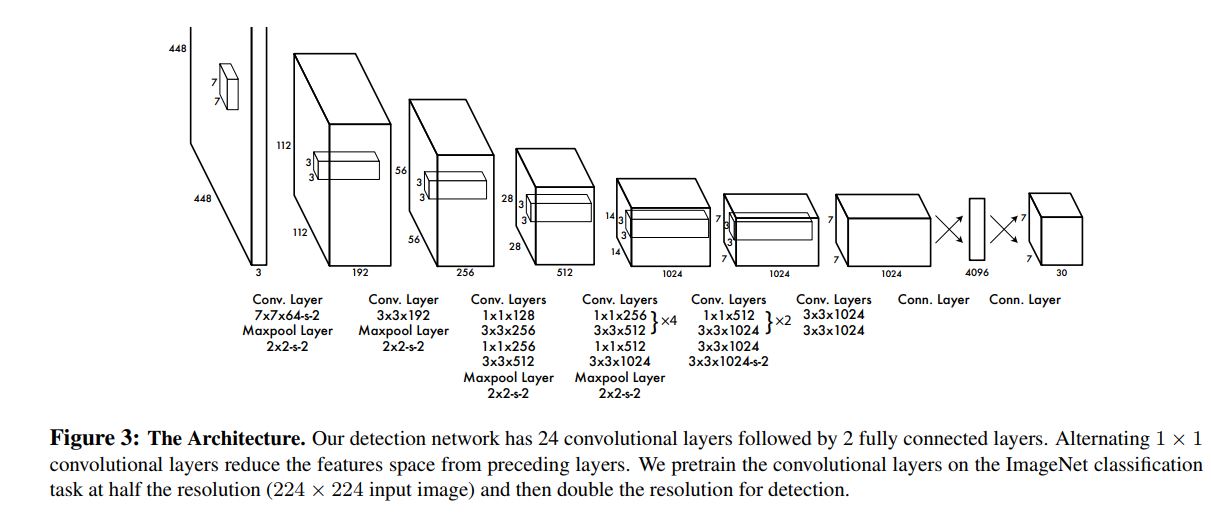 448
7
7
448
3
112
3
3
112
192
56
3
3
56
256
28
3
3
28
512
14
3
3
14
1024
7
3
3
7
1024
7
7
1024
4096
7
7
30
Conv. Layer
7x7x64-s-2
Maxpool Layer
2x2-s-2
Conv. Layer
3x3x192
Maxpool Layer
2x2-s-2
Conv. Layers
1x1x128
3x3x256
1x1x256
3x3x512
Maxpool Layer
2x2-s-2
Conv. Layers
1x1x256
3x3x512 }×4
1x1x512
3x3x1024
Maxpool Layer
2x2-s-2
Conv. Layers
1x1x512
3x3x1024 }×2
3x3x1024
3x3x1024-s-2
Conv. Layers
3x3x1024
3x3x1024
Conn. Layer
Conn. Layer
Figure 3: The Architecture. Our detection network has 24 convolutional layers followed by 2 fully connected layers. Alternating 1 × 1
convolutional layers reduce the features space from preceding layers. We pretrain the convolutional layers on the ImageNet classification
task at half the resolution (224 × 224 input image) and then double the resolution for detection.